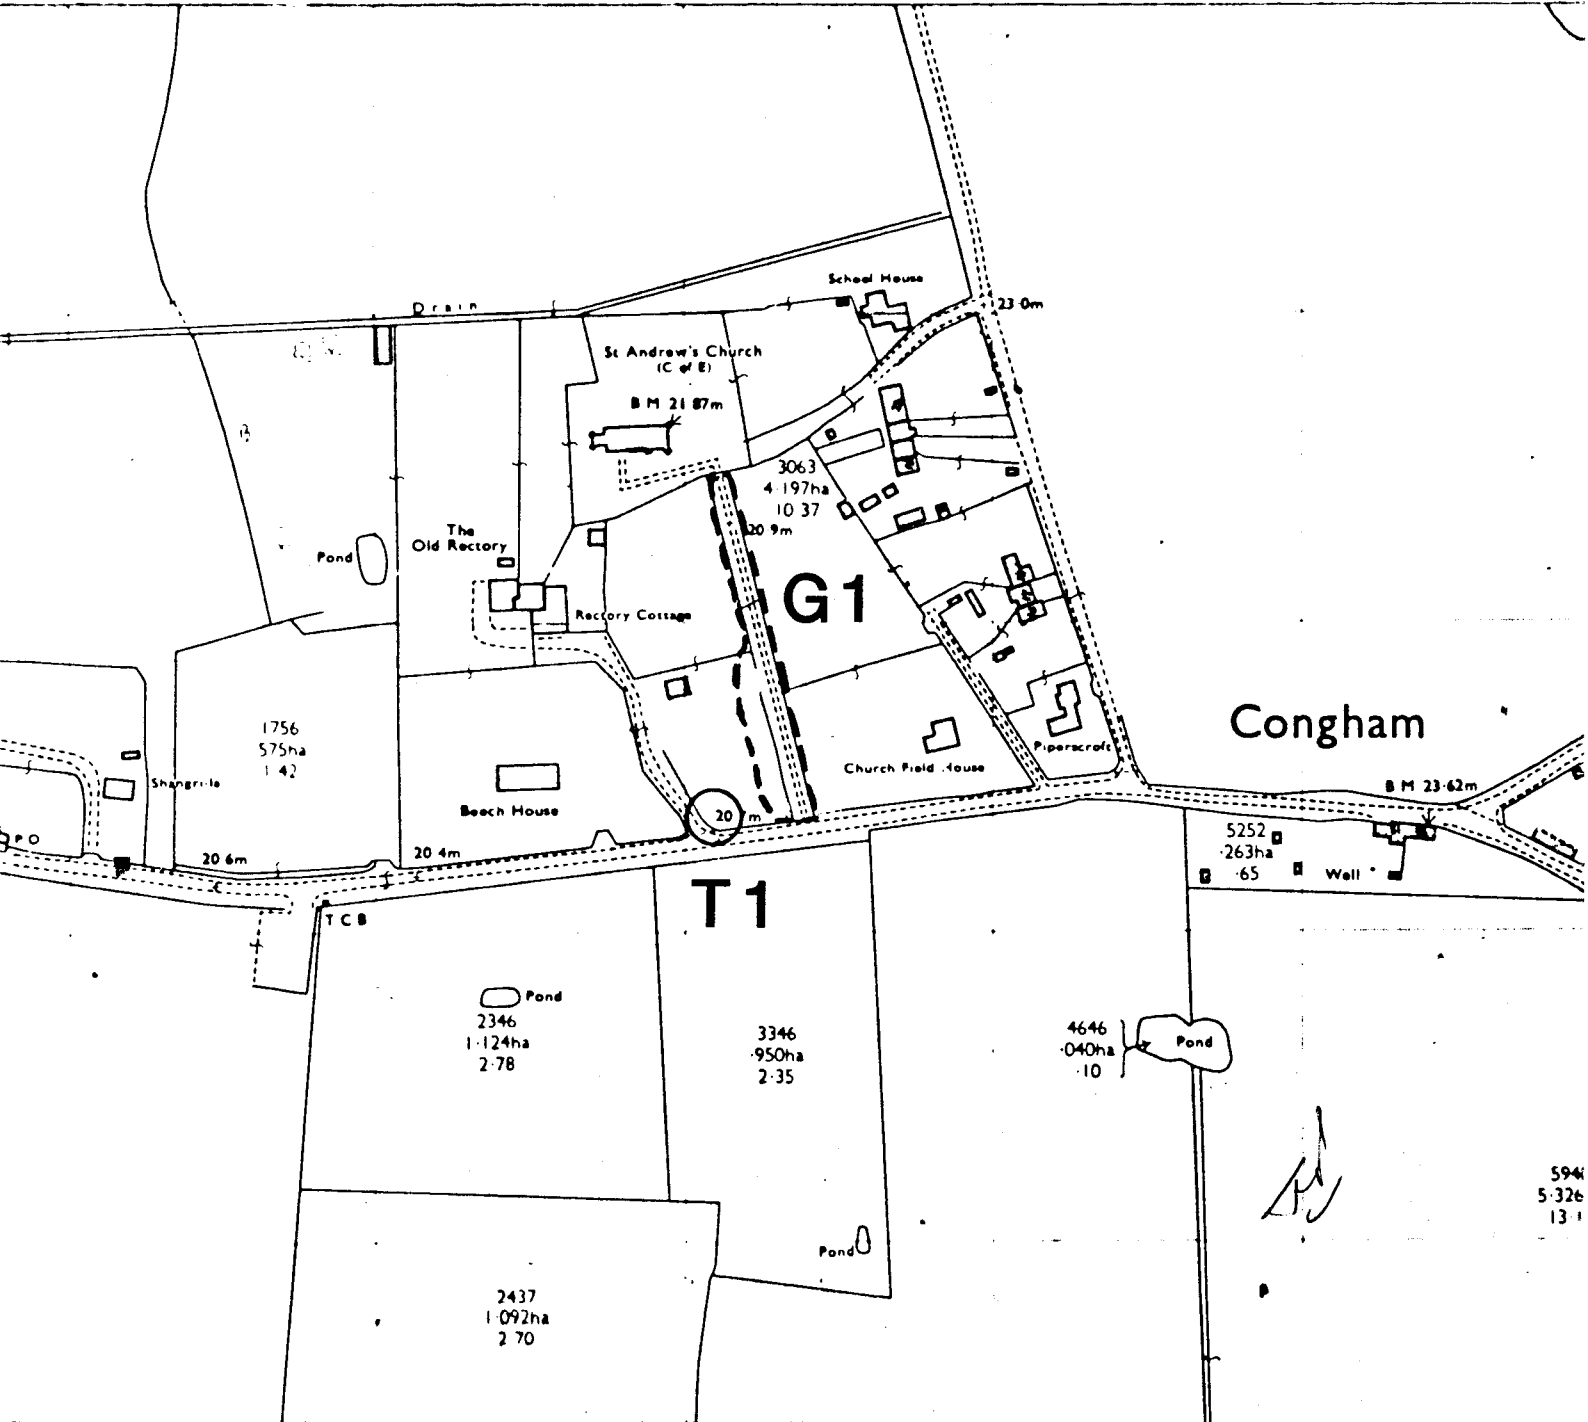 School House
23·0m
Drain
St Andrew's Church
(C of E)
B M 21·87m
3063
4·197ha
10·37
20·9m
The
Old Rectory
Pond
G1
Rectory Cottage
Congham
1756
·575ha
1·42
Shangri-la
Piperscroft
Church Field House
B M 23·62m
Beech House
P O
20·6m
20·4m
5252
·263ha
·65
Well
T1
T C B
Pond
2346
1·124ha
2·78
3346
·950ha
2·35
4646
·040ha
·10
Pond
Pond
2437
1·092ha
2·70